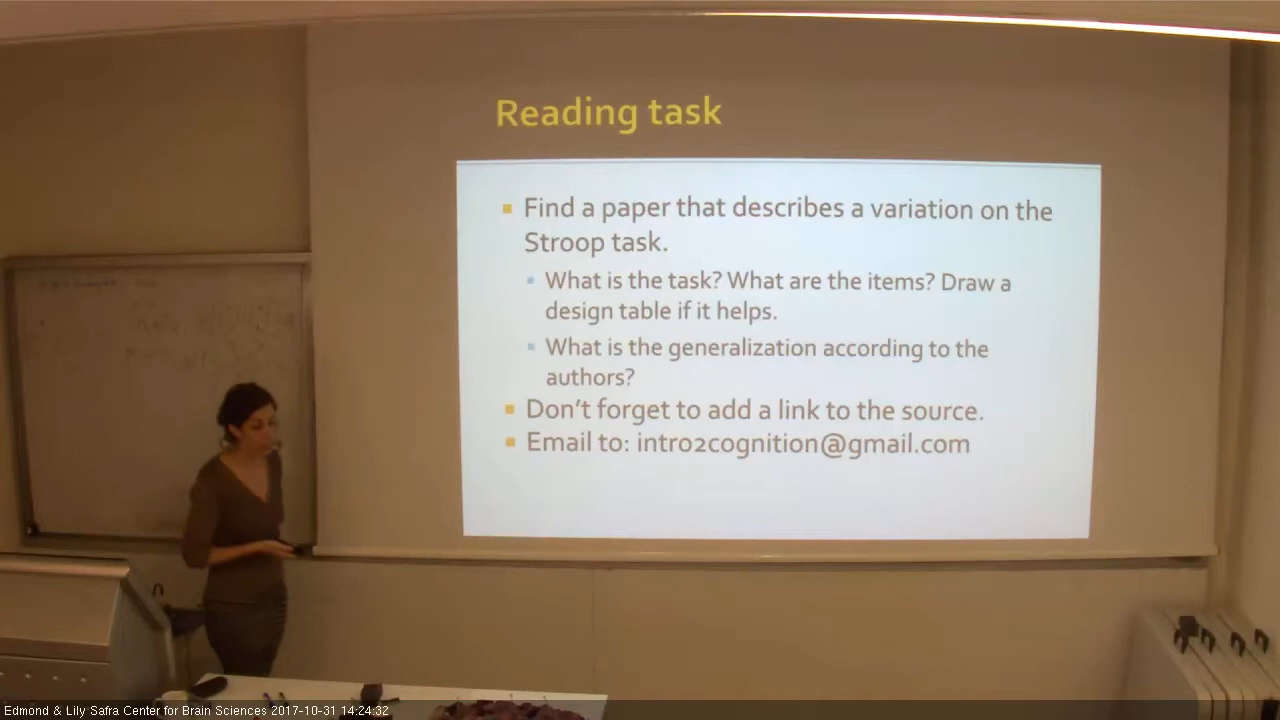 Reading task
Find a paper that describes a variation on the
Stroop task.
What is the task? What are the items? Draw a
design table if it helps.
What is the generalization according to the
authors?
Don't forget to add a link to the source.
Email to: intro2cognition@gmail.com
Edmond & Lily Safra Center for Brain Sciences 2017-10-31 14:24:32